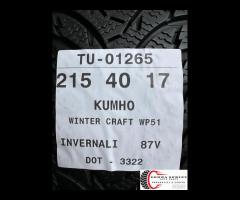 TU-01265
215 40 17
KUMHO
WINTER CRAFT WP51
INVERNALI 87V
DOT - 3322